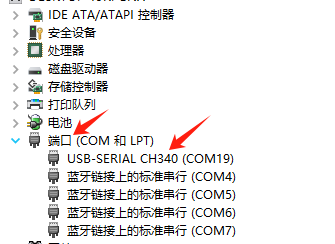 IDE ATA/ATAPI 控制器
安全设备
处理器
磁盘驱动器
存储控制器
打印队列
电池
端口 (COM 和 LPT)
USB-SERIAL CH340 (COM19)
蓝牙链接上的标准串行 (COM4)
蓝牙链接上的标准串行 (COM5)
蓝牙链接上的标准串行 (COM6)
蓝牙链接上的标准串行 (COM7)